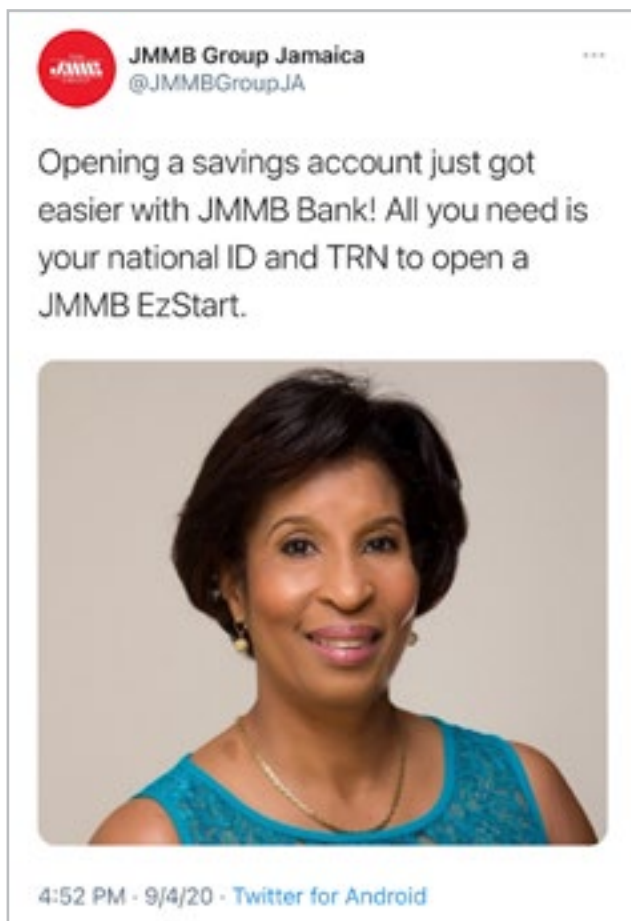 JMMB Group Jamaica
@JMMBGroupJA
Opening a savings account just got
easier with JMMB Bank! All you need is
your national ID and TRN to open a
JMMB EzStart.
4:52 PM · 9/4/20 · Twitter for Android